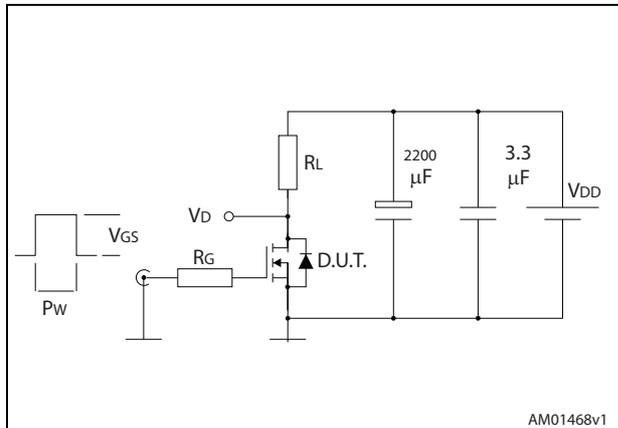 RL
2200
μF
3.3
μF
VDD
VD
VGS
RG
D.U.T.
PW
AM01468v1